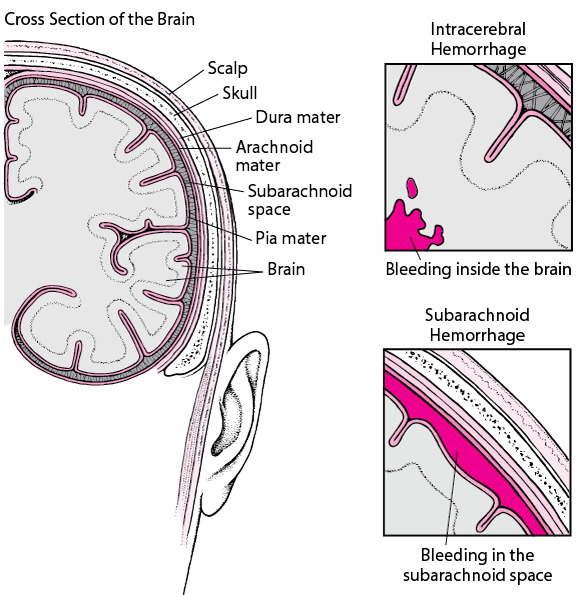 Cross Section of the Brain
Scalp
Skull
Dura mater
Arachnoid
mater
Subarachnoid
space
Pia mater
Brain
Intracerebral
Hemorrhage
Bleeding inside the brain
Subarachnoid
Hemorrhage
Bleeding in the
subarachnoid space